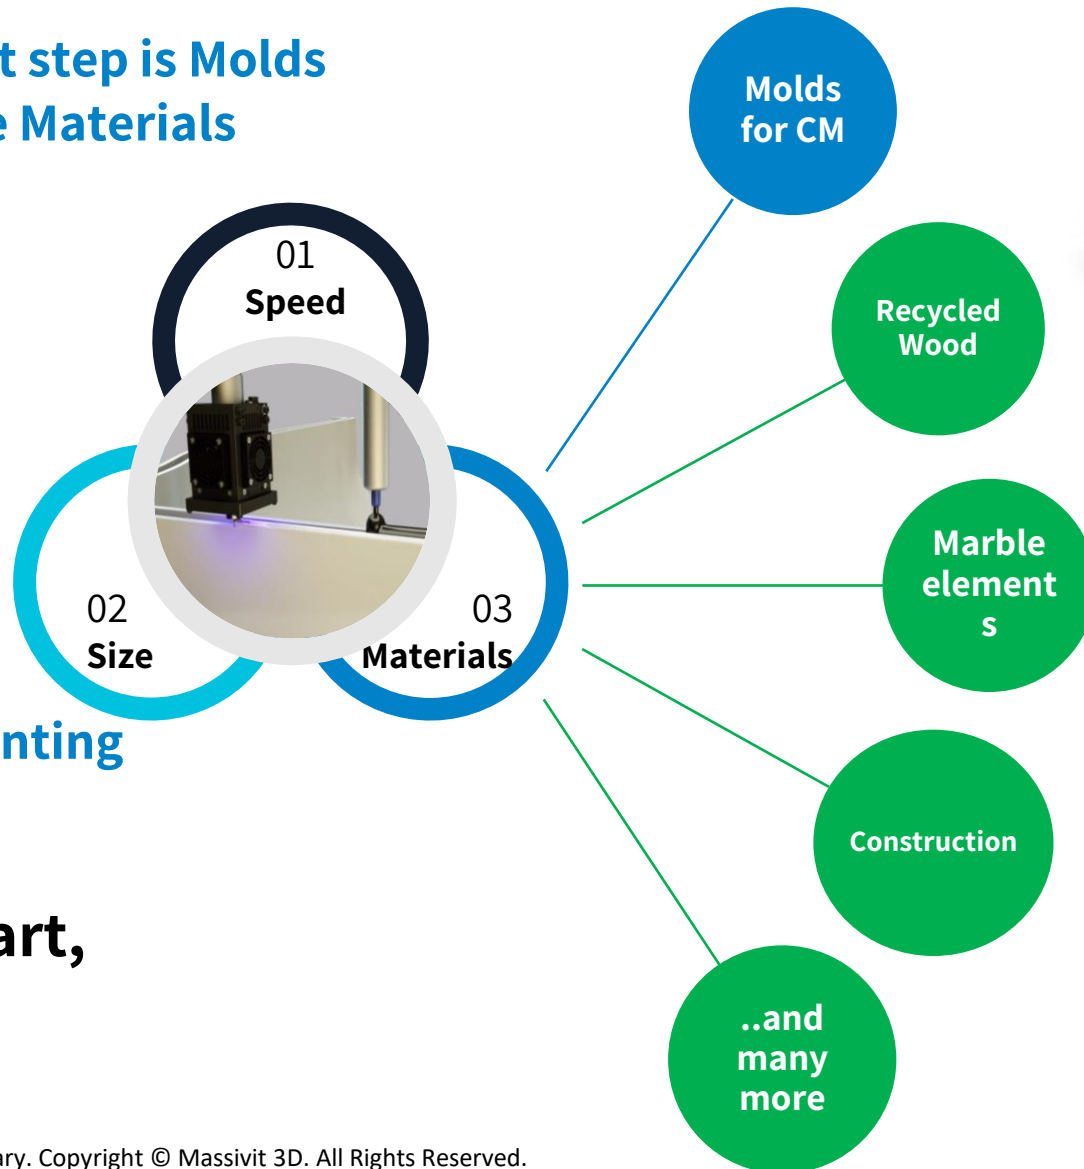 t step is Molds
e Materials
Molds
for CM
01
Speed
Recycled
Wood
Marble
element
s
02
Size
03
Materials
nting
Construction
art,
..and
many
more
ary. Copyright © Massivit 3D. All Rights Reserved.